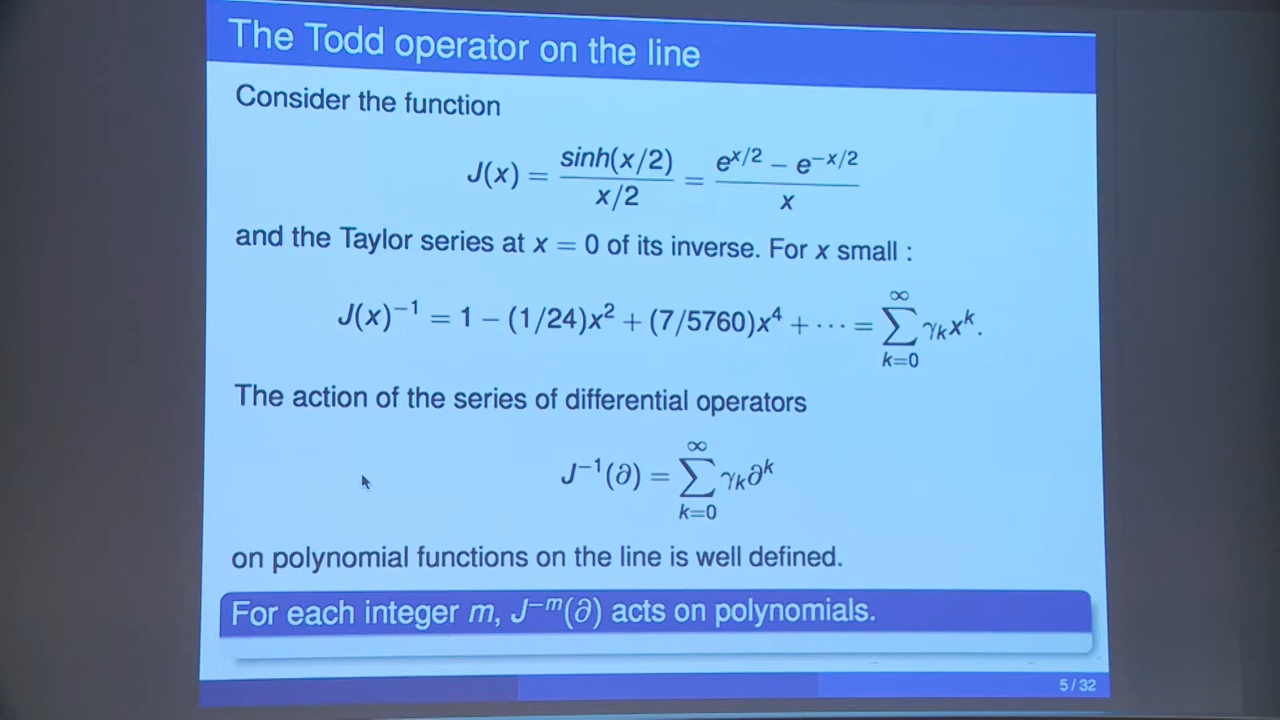 The Todd operator on the line
Consider the function
J(x) = sinh(x/2) / x/2 = e^{x/2} − e^{−x/2} / x
and the Taylor series at x = 0 of its inverse. For x small :
J(x)^{−1} = 1 − (1/24)x² + (7/5760)x⁴ + ⋯ = ∑_{k=0}^{∞} γ_k x^k.
The action of the series of differential operators
J^{−1}(∂) = ∑_{k=0}^{∞} γ_k ∂^k
on polynomial functions on the line is well defined.
For each integer m, J^{−m}(∂) acts on polynomials.
5 / 32